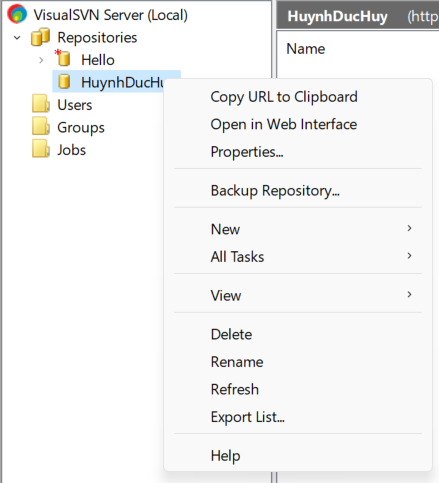 VisualSVN Server (Local)
Repositories
Hello
HuynhDucHu
Users
Groups
Jobs
HuynhDucHuy (http
Name
Copy URL to Clipboard
Open in Web Interface
Properties...
Backup Repository...
New
All Tasks
View
Delete
Rename
Refresh
Export List...
Help